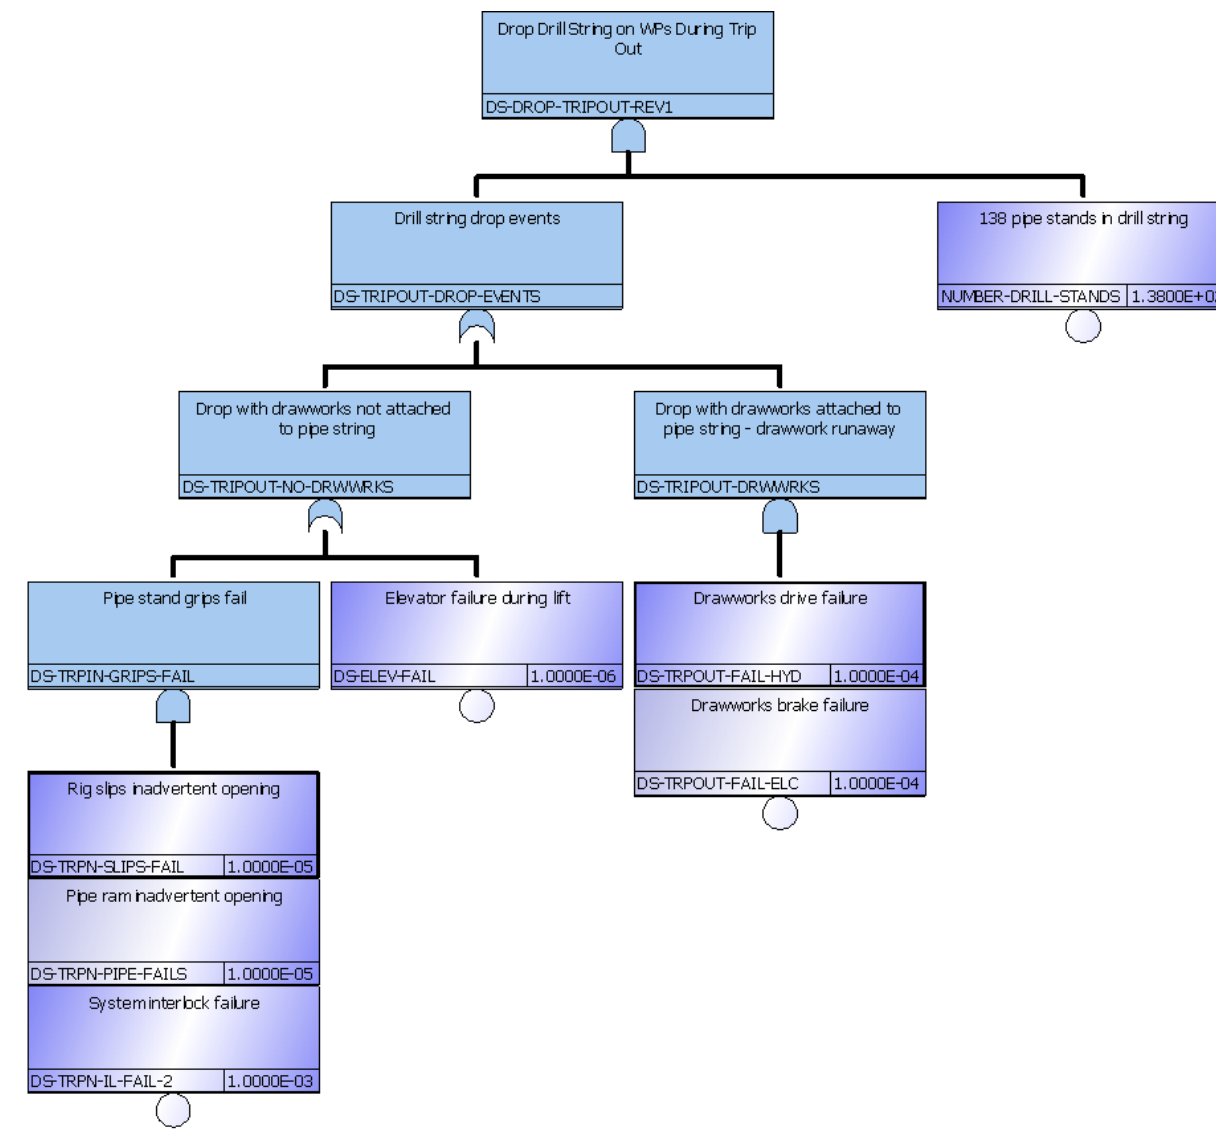 Drop Drill String on WPs During Trip
Out
DS-DROP-TRIPOUT-REV1
Drill string drop events
DS-TRIPOUT-DROP-EVENTS
138 pipe stands in drill string
NUMBER-DRILL-STANDS 1.3800E+0
Drop with drawworks not attached
to pipe string
DS-TRIPOUT-NO-DRWWRKS
Drop with drawworks attached to
pipe string - drawwork runaway
DS-TRIPOUT-DRWWRKS
Pipe stand grips fail
DS-TRPIN-GRIPS-FAIL
Elevator failure during lift
DS-ELEV-FAIL 1.0000E-06
Drawworks drive failure
DS-TRPOUT-FAIL-HYD 1.0000E-04
Drawworks brake failure
DS-TRPOUT-FAIL-ELC 1.0000E-04
Rig slips inadvertent opening
DS-TRPN-SLIPS-FAIL 1.0000E-05
Pipe ram inadvertent opening
DS-TRPN-PIPE-FAILS 1.0000E-05
System interlock failure
DS-TRPN-IL-FAIL-2 1.0000E-03